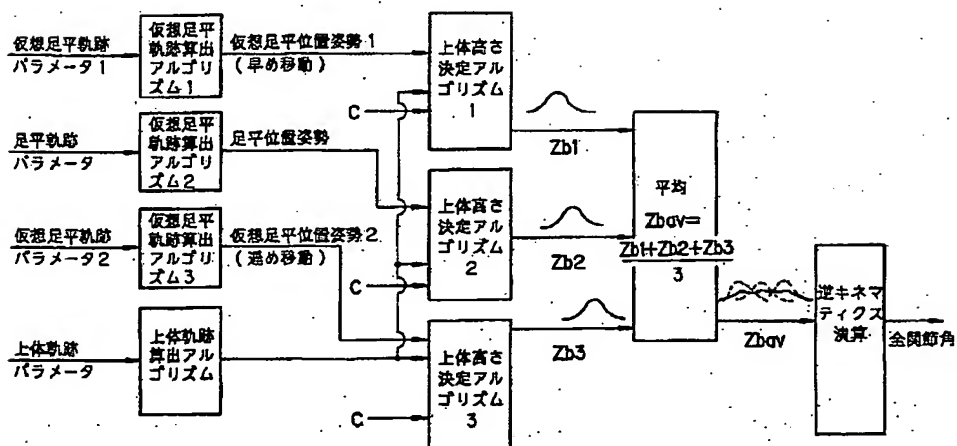 仮想足平軌跡
パラメータ1
仮想足平
軌跡算出
アルゴリ
ズム1
仮想足平位置姿勢1
(早め移動)
上体高さ
決定アル
ゴリズム
1
C
Zb1
足平軌跡
パラメータ
仮想足平
軌跡算出
アルゴリ
ズム2
足平位置姿勢
上体高さ
決定アル
ゴリズム
2
C
Zb2
平均
Zbav=
Zb1+Zb2+Zb3
3
仮想足平軌跡
パラメータ2
仮想足平
軌跡算出
アルゴリ
ズム3
仮想足平位置姿勢2
(遅め移動)
上体軌跡
パラメータ
上体軌跡
算出アル
ゴリズム
上体高さ
決定アル
ゴリズム
3
C
Zb3
Zbav
逆キネマ
ティクス
演算
全関節角